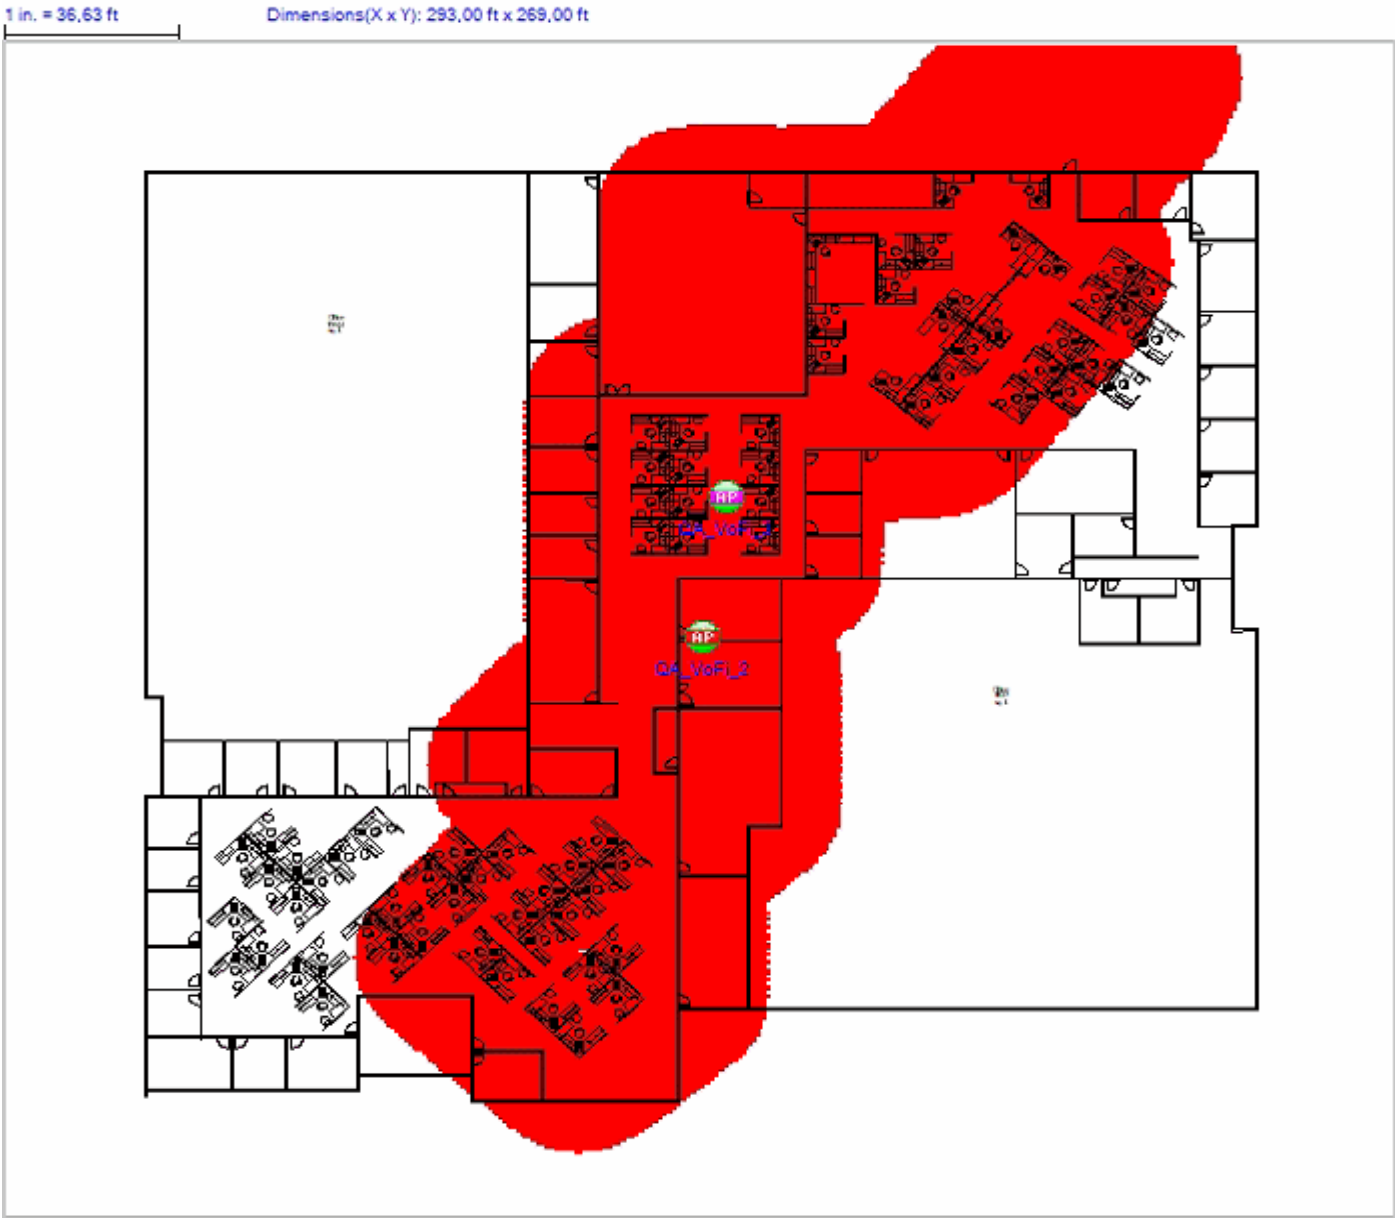 1 in. = 36,63 ft
Dimensions(X x Y): 293,00 ft x 269,00 ft
AP
AP
QA_VoFi_2